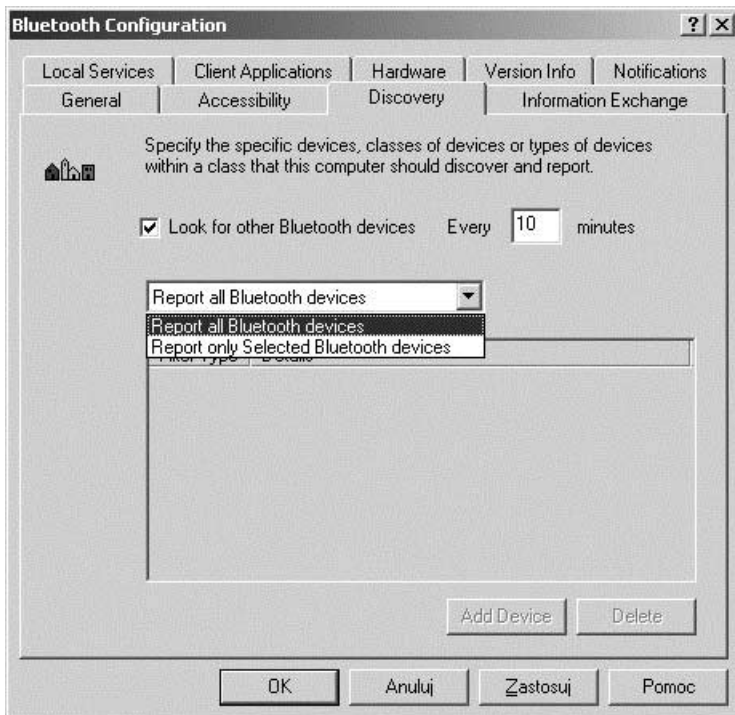 Bluetooth Configuration
Local Services Client Applications Hardware Version Info Notifications
General Accessibility Discovery Information Exchange
Specify the specific devices, classes of devices or types of devices
within a class that this computer should discover and report.
Look for other Bluetooth devices Every 10 minutes
Report all Bluetooth devices
Report all Bluetooth devices
Report only Selected Bluetooth devices
Filter Type Details
Add Device Delete
OK Anuluj Zastosuj Pomoc